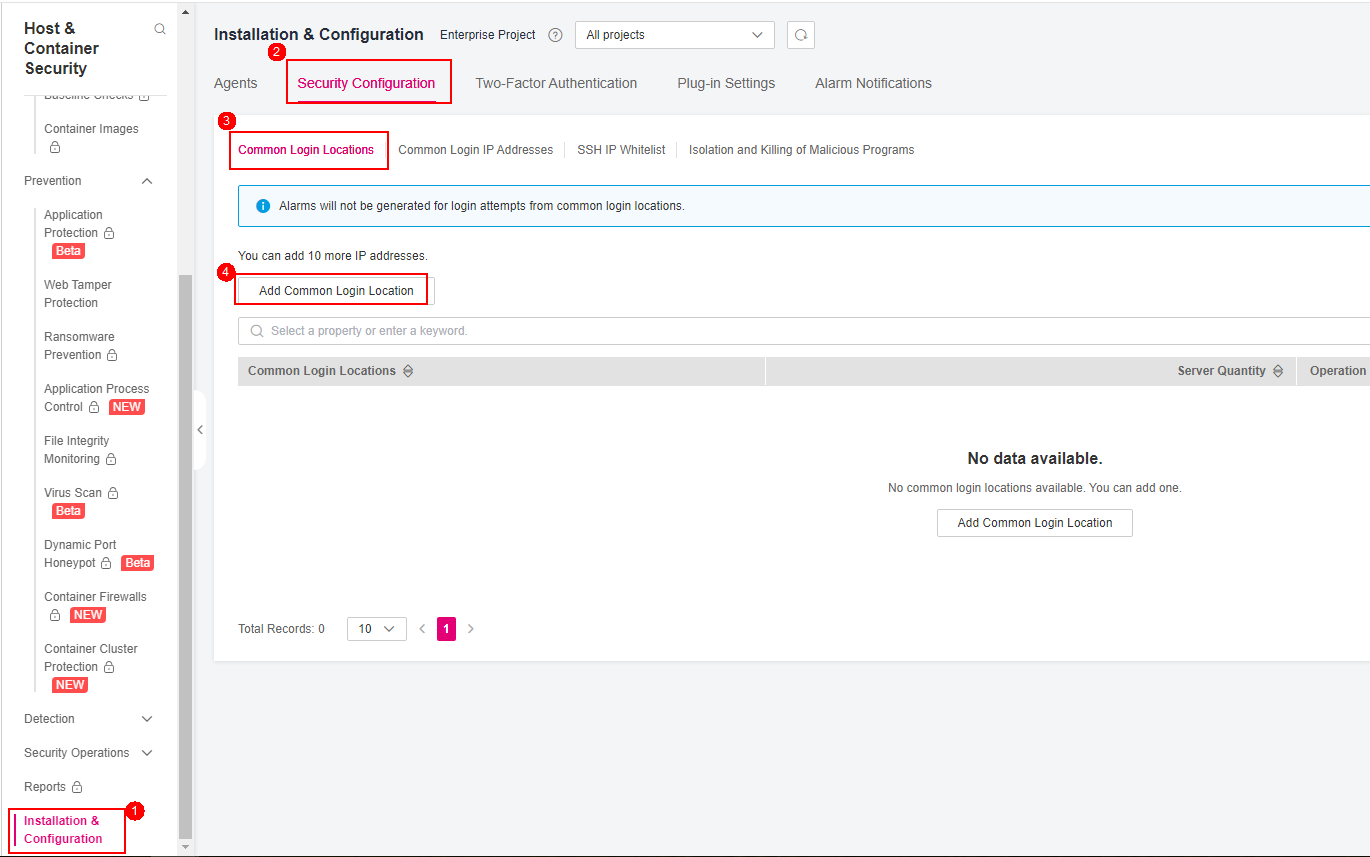 Host &
Container
Security
Baseline Checks
Container Images
Prevention
Application
Protection
Beta
Web Tamper
Protection
Ransomware
Prevention
Application Process
Control NEW
File Integrity
Monitoring
Virus Scan
Beta
Dynamic Port
Honeypot Beta
Container Firewalls
NEW
Container Cluster
Protection
NEW
Detection
Security Operations
Reports
1
Installation &
Configuration
Installation & Configuration Enterprise Project ? All projects
2
Agents Security Configuration Two-Factor Authentication Plug-in Settings Alarm Notifications
3
Common Login Locations Common Login IP Addresses SSH IP Whitelist Isolation and Killing of Malicious Programs
Alarms will not be generated for login attempts from common login locations.
You can add 10 more IP addresses.
4
Add Common Login Location
Select a property or enter a keyword.
Common Login Locations Server Quantity Operation
No data available.
No common login locations available. You can add one.
Add Common Login Location
Total Records: 0 10 < 1 >